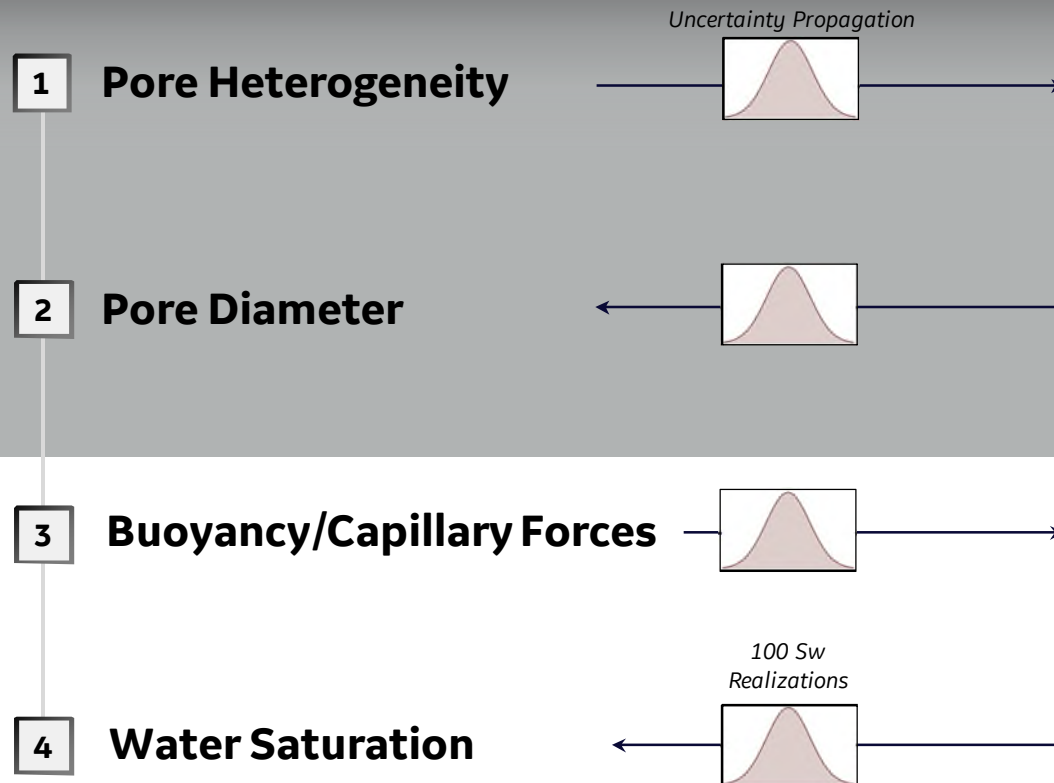 Uncertainty Propagation
1 Pore Heterogeneity
2 Pore Diameter
3 Buoyancy/Capillary Forces
100 Sw
Realizations
4 Water Saturation